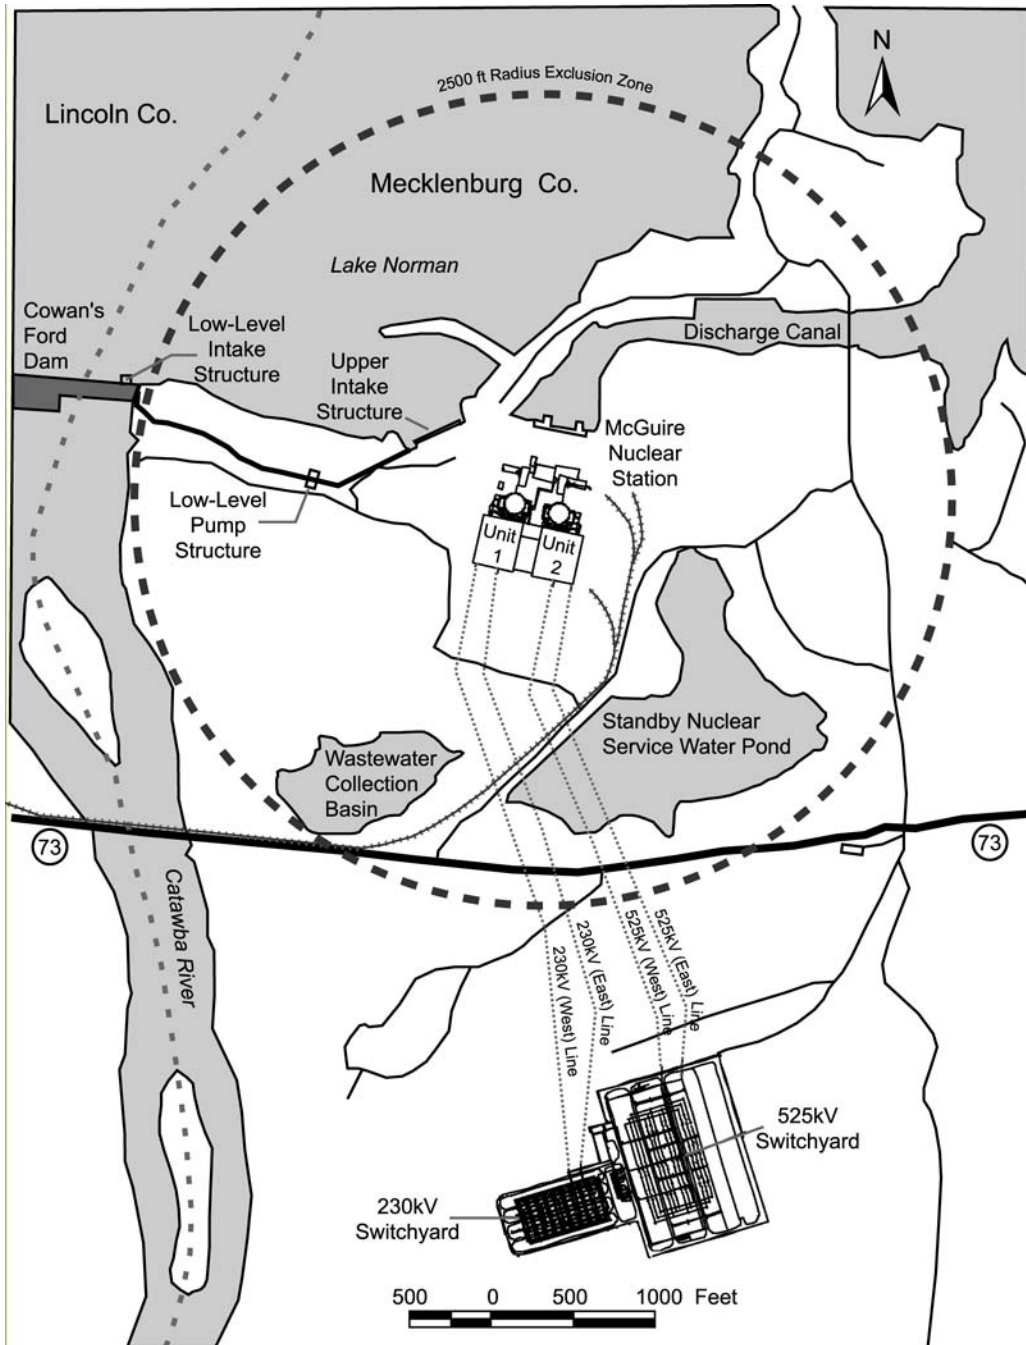 2500 ft Radius Exclusion Zone
N
Lincoln Co.
Mecklenburg Co.
Lake Norman
Cowan's
Ford
Dam
Low-Level
Intake
Structure
Upper
Intake
Structure
Discharge Canal
McGuire
Nuclear
Station
Low-Level
Pump
Structure
Unit
1
Unit
2
Standby Nuclear
Service Water Pond
Wastewater
Collection
Basin
73
73
Catawba River
230kV (West) Line
230kV (East) Line
525kV (West) Line
525kV (East) Line
525kV
Switchyard
230kV
Switchyard
500 0 500 1000 Feet